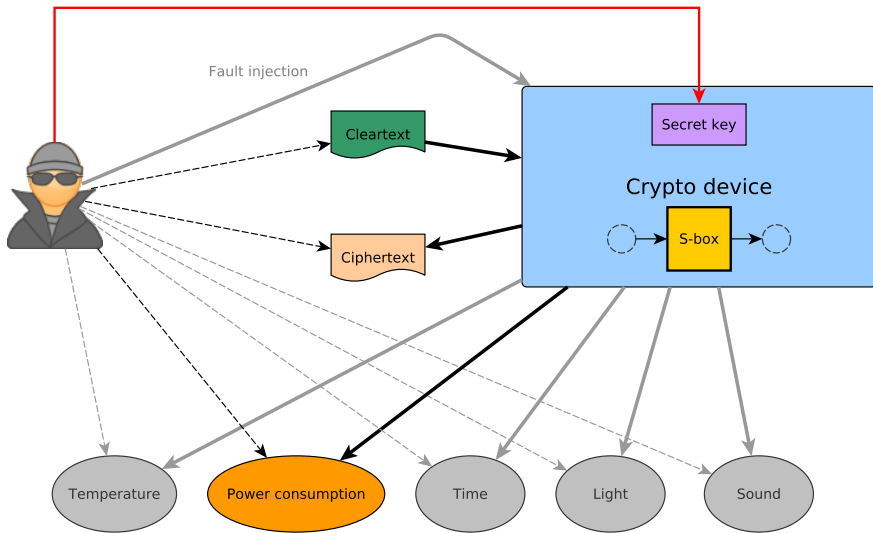 Fault injection
Cleartext
Secret key
Crypto device
S-box
Ciphertext
Temperature
Power consumption
Time
Light
Sound